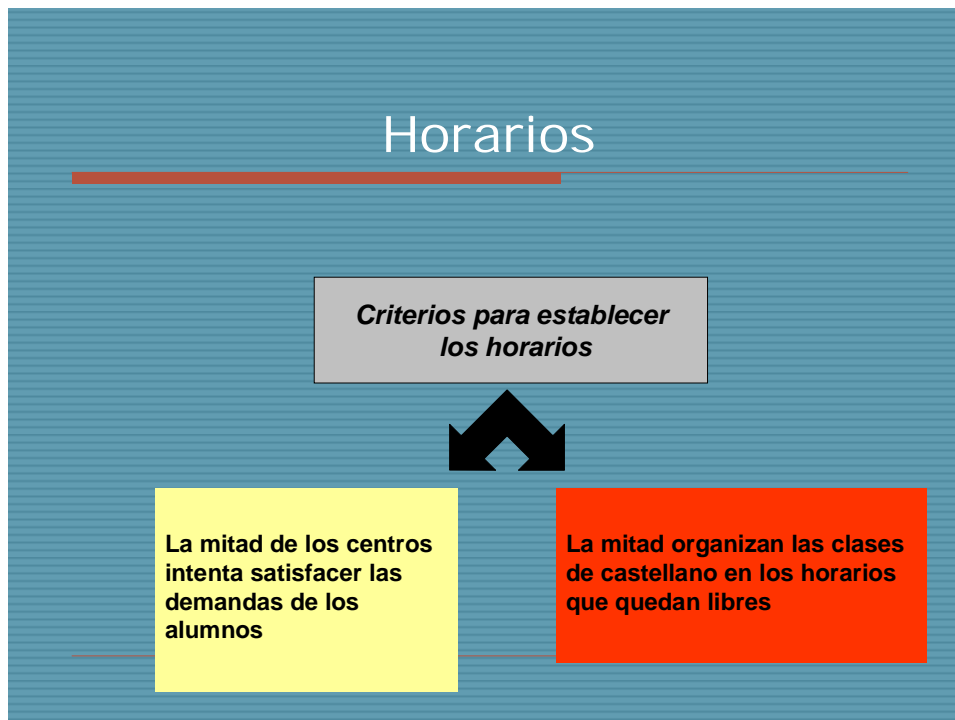 Horarios
Criterios para establecer
los horarios
La mitad de los centros
intenta satisfacer las
demandas de los
alumnos
La mitad organizan las clases
de castellano en los horarios
que quedan libres